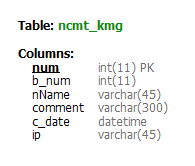 Table: ncmt_kmg
Columns:
num int(11) PK
b_num int(11)
nName varchar(45)
comment varchar(300)
c_date datetime
ip varchar(45)